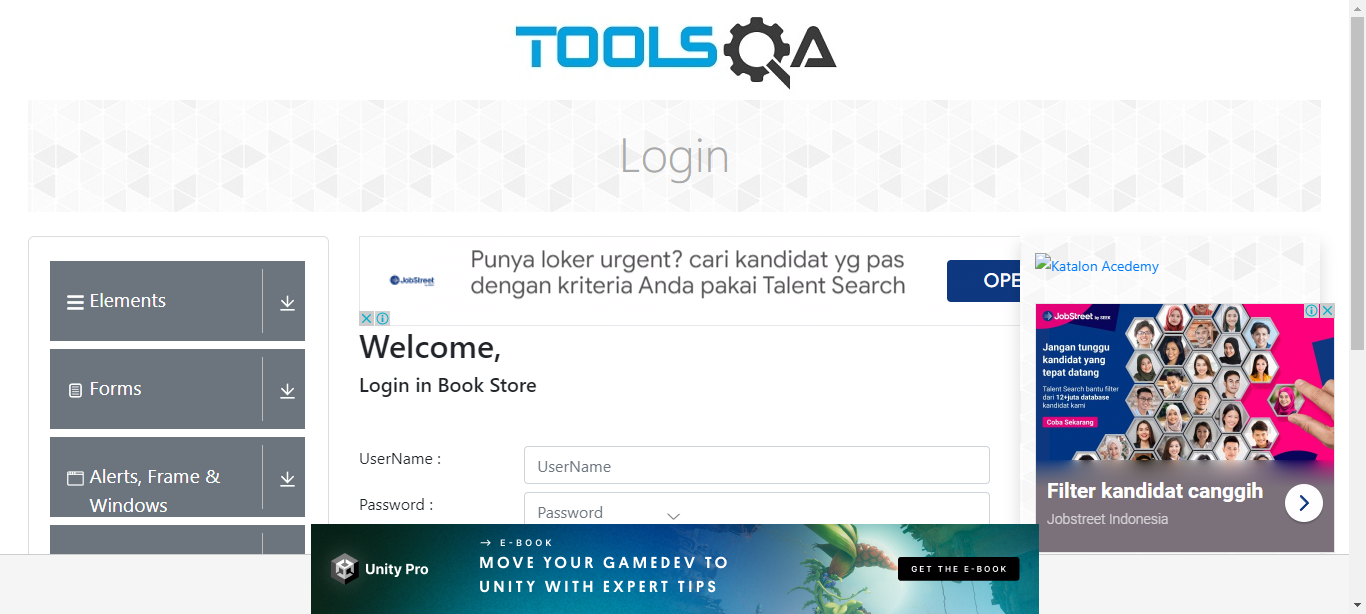 TOOLSQA
Login
Elements
Forms
Alerts, Frame &
Windows
JobStreet
Punya loker urgent? cari kandidat yg pas
dengan kriteria Anda pakai Talent Search
OPE
Welcome,
Login in Book Store
UserName :
UserName
Password :
Password
Katalon Acedemy
JobStreet by SEEK
Jangan tunggu
kandidat yang
tepat datang
Talent Search bantu filter
dari 12+juta database
kandidat kami
Coba Sekarang
Filter kandidat canggih
Jobstreet Indonesia
Unity Pro
→ E-BOOK
MOVE YOUR GAMEDEV TO
UNITY WITH EXPERT TIPS
GET THE E-BOOK